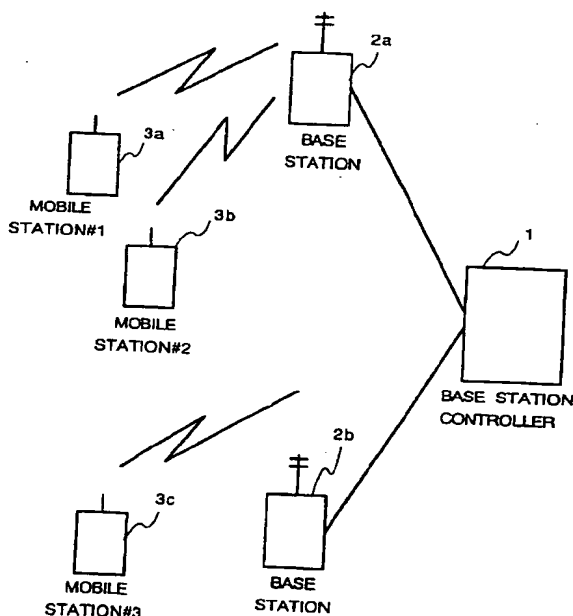 2a
BASE
STATION
3a
MOBILE
STATION#1
3b
MOBILE
STATION#2
1
BASE STATION
CONTROLLER
2b
BASE
STATION
3c
MOBILE
STATION#3